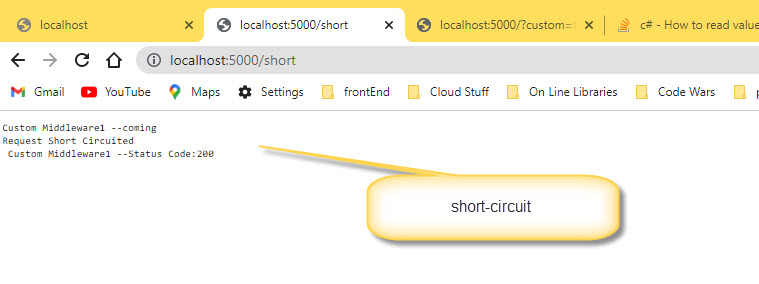 localhost
localhost:5000/short
localhost:5000/?custom=
c# - How to read value
localhost:5000/short
Gmail
YouTube
Maps
Settings
frontEnd
Cloud Stuff
On Line Libraries
Code Wars
Custom Middleware1 --coming
Request Short Circuited
Custom Middleware1 --Status Code:200
short-circuit